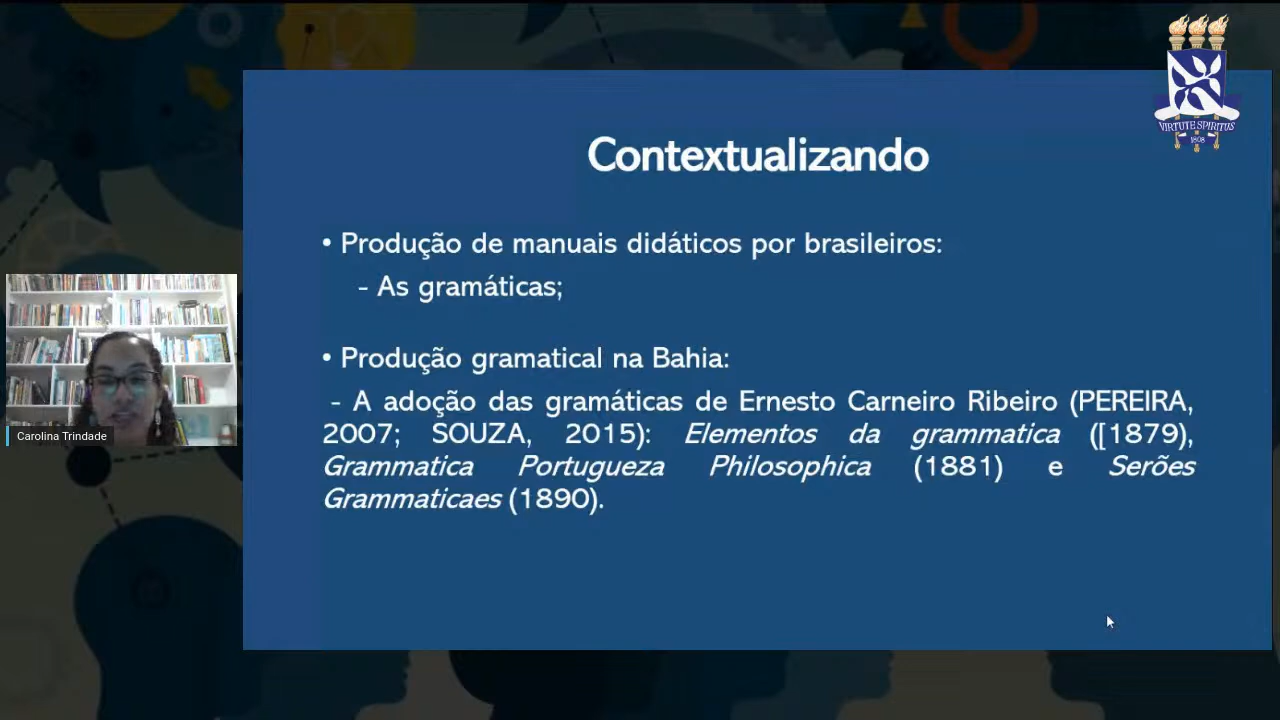 VIRTUTE SPIRITUS
1808
Contextualizando
• Produção de manuais didáticos por brasileiros:
- As gramáticas;
• Produção gramatical na Bahia:
- A adoção das gramáticas de Ernesto Carneiro Ribeiro (PEREIRA,
2007; SOUZA, 2015): Elementos da grammatica ([1879),
Grammatica Portugueza Philosophica (1881) e Serões
Grammaticaes (1890).
Carolina Trindade